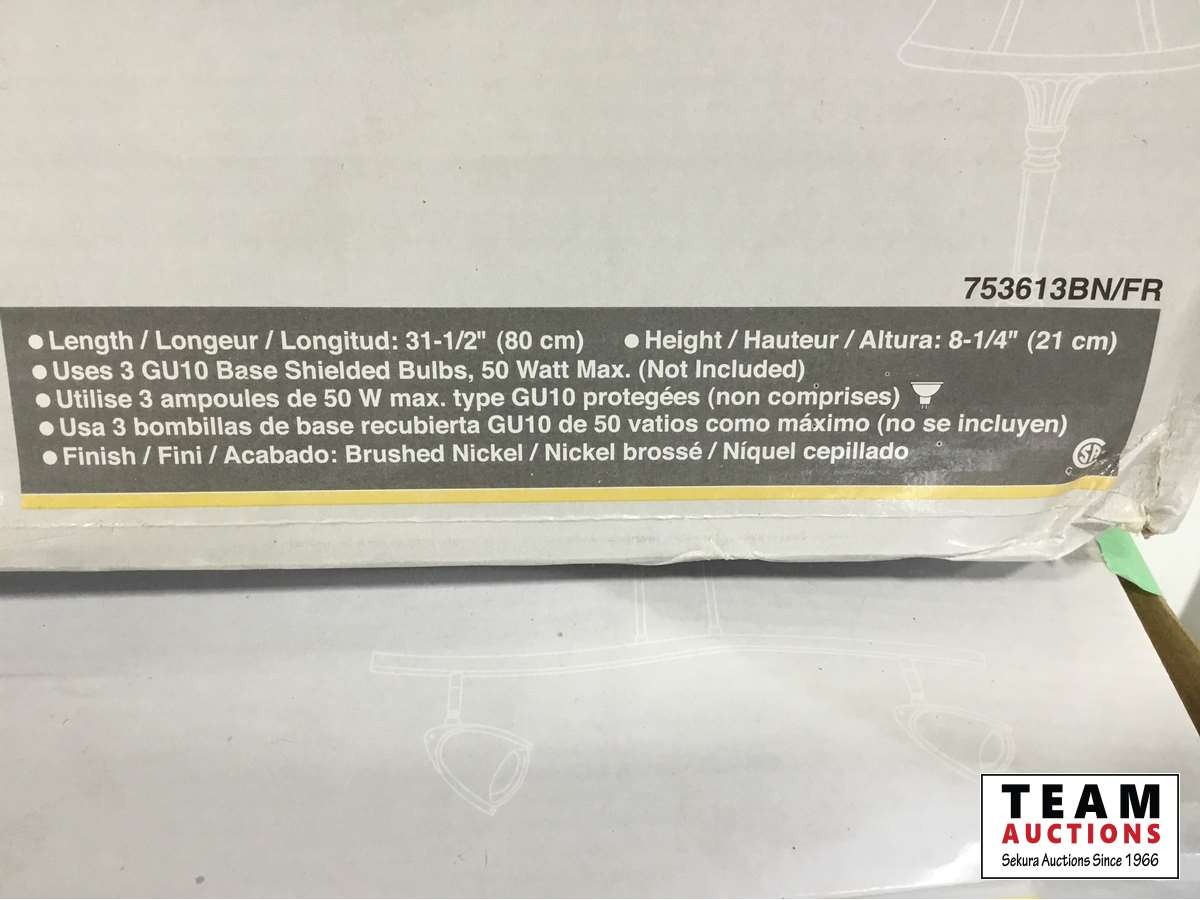 753613BN/FR
● Length / Longeur / Longitud: 31-1/2" (80 cm) ● Height / Hauteur / Altura: 8-1/4" (21 cm)
● Uses 3 GU10 Base Shielded Bulbs, 50 Watt Max. (Not Included)
● Utilise 3 ampoules de 50 W max. type GU10 protegées (non comprises)
● Usa 3 bombillas de base recubierta GU10 de 50 vatios como máximo (no se incluyen)
● Finish / Fini / Acabado: Brushed Nickel / Nickel brossé / Níquel cepillado
TEAM
AUCTIONS
Sekura Auctions Since 1966